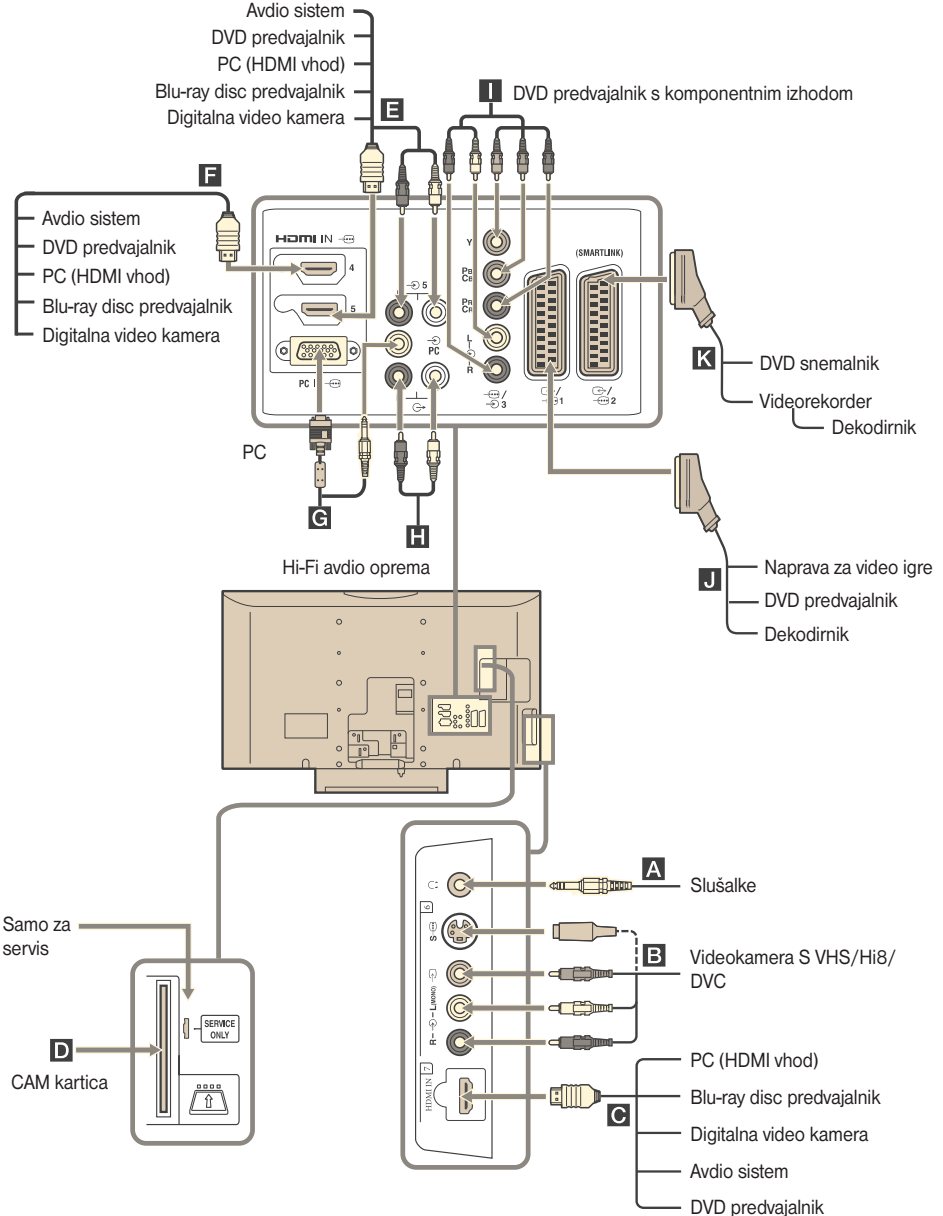 Avdio sistem
DVD predvajalnik
PC (HDMI vhod)
Blu-ray disc predvajalnik
Digitalna video kamera
E
I
DVD predvajalnik s komponentnim izhodom
F
Avdio sistem
DVD predvajalnik
PC (HDMI vhod)
Blu-ray disc predvajalnik
Digitalna video kamera
HDMI IN
4
5
PC IN
5
PC
Y
PB
CB
PR
CR
L
R
3
1
2
(SMARTLINK)
K
DVD snemalnik
Videorekorder
Dekodirnik
PC
G
H
Hi-Fi avdio oprema
J
Naprava za video igre
DVD predvajalnik
Dekodirnik
Samo za
servis
SERVICE
ONLY
D
CAM kartica
A
Slušalke
6
S
L(MONO)
R
B
Videokamera S VHS/Hi8/
DVC
7
HDMI IN
C
PC (HDMI vhod)
Blu-ray disc predvajalnik
Digitalna video kamera
Avdio sistem
DVD predvajalnik